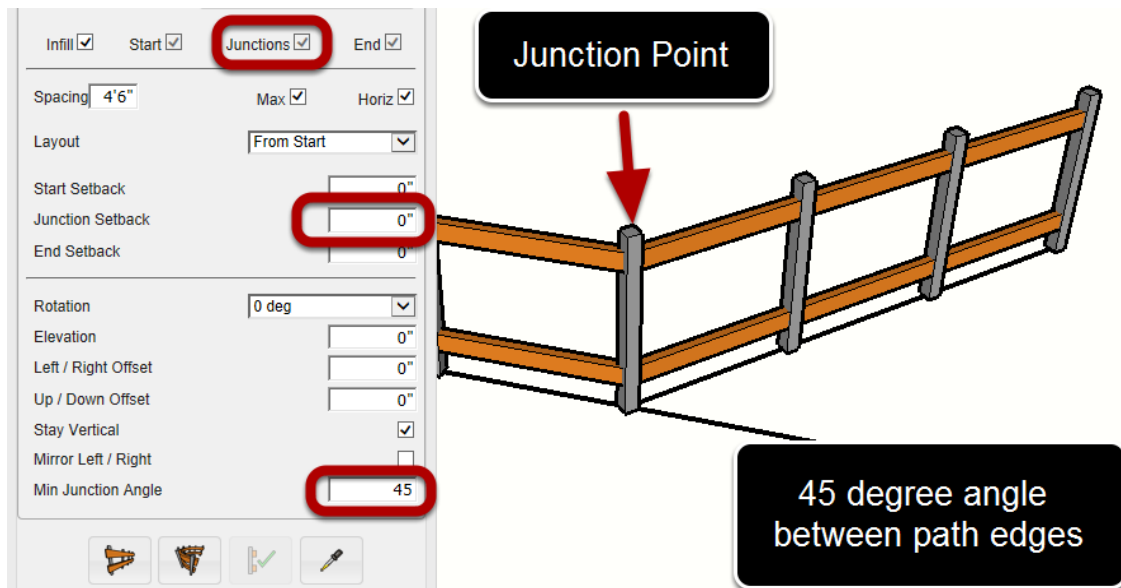 Infill Start Junctions End
Spacing 4'6" Max Horiz
Layout From Start
Start Setback 0"
Junction Setback 0"
End Setback 0"
Rotation 0 deg
Elevation 0"
Left / Right Offset 0"
Up / Down Offset 0"
Stay Vertical
Mirror Left / Right
Min Junction Angle 45
Junction Point
45 degree angle
between path edges